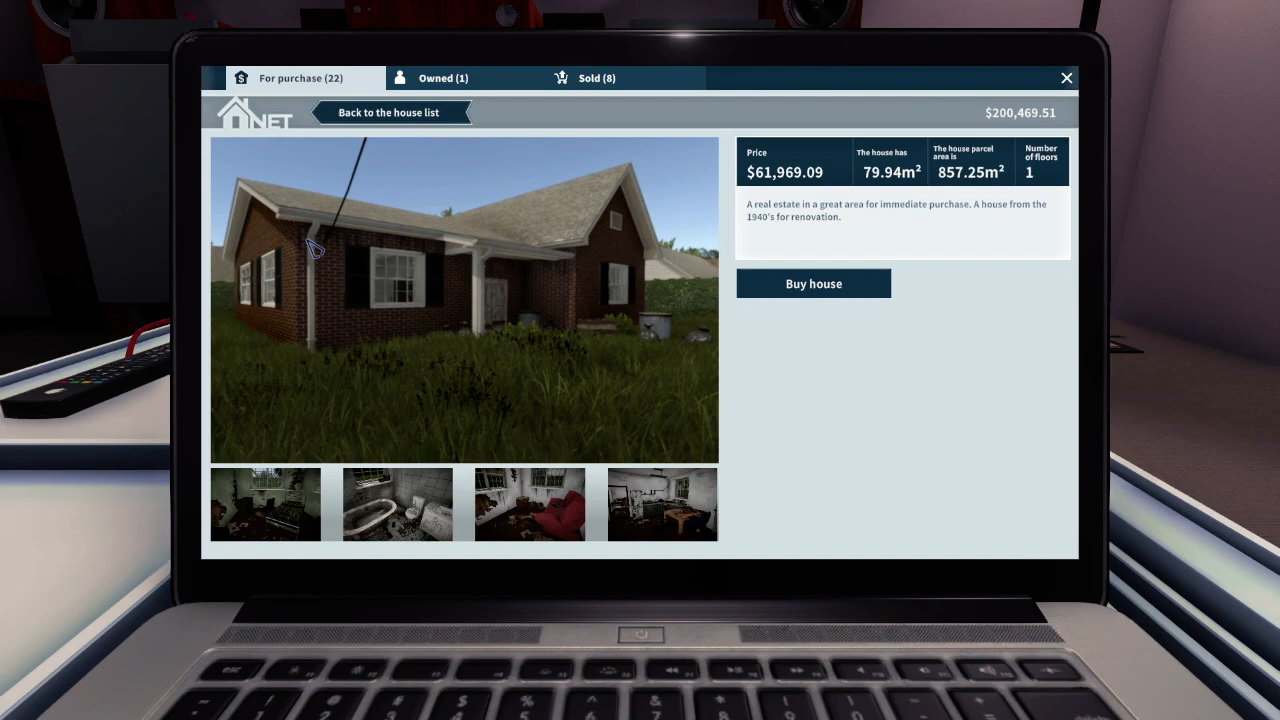 For purchase (22)
Owned (1)
Sold (8)
NET
Back to the house list
$200,469.51
Price
$61,969.09
The house has
79.94m²
The house parcel
area is
857.25m²
Number
of floors
1
A real estate in a great area for immediate purchase. A house from the
1940's for renovation.
Buy house
esc